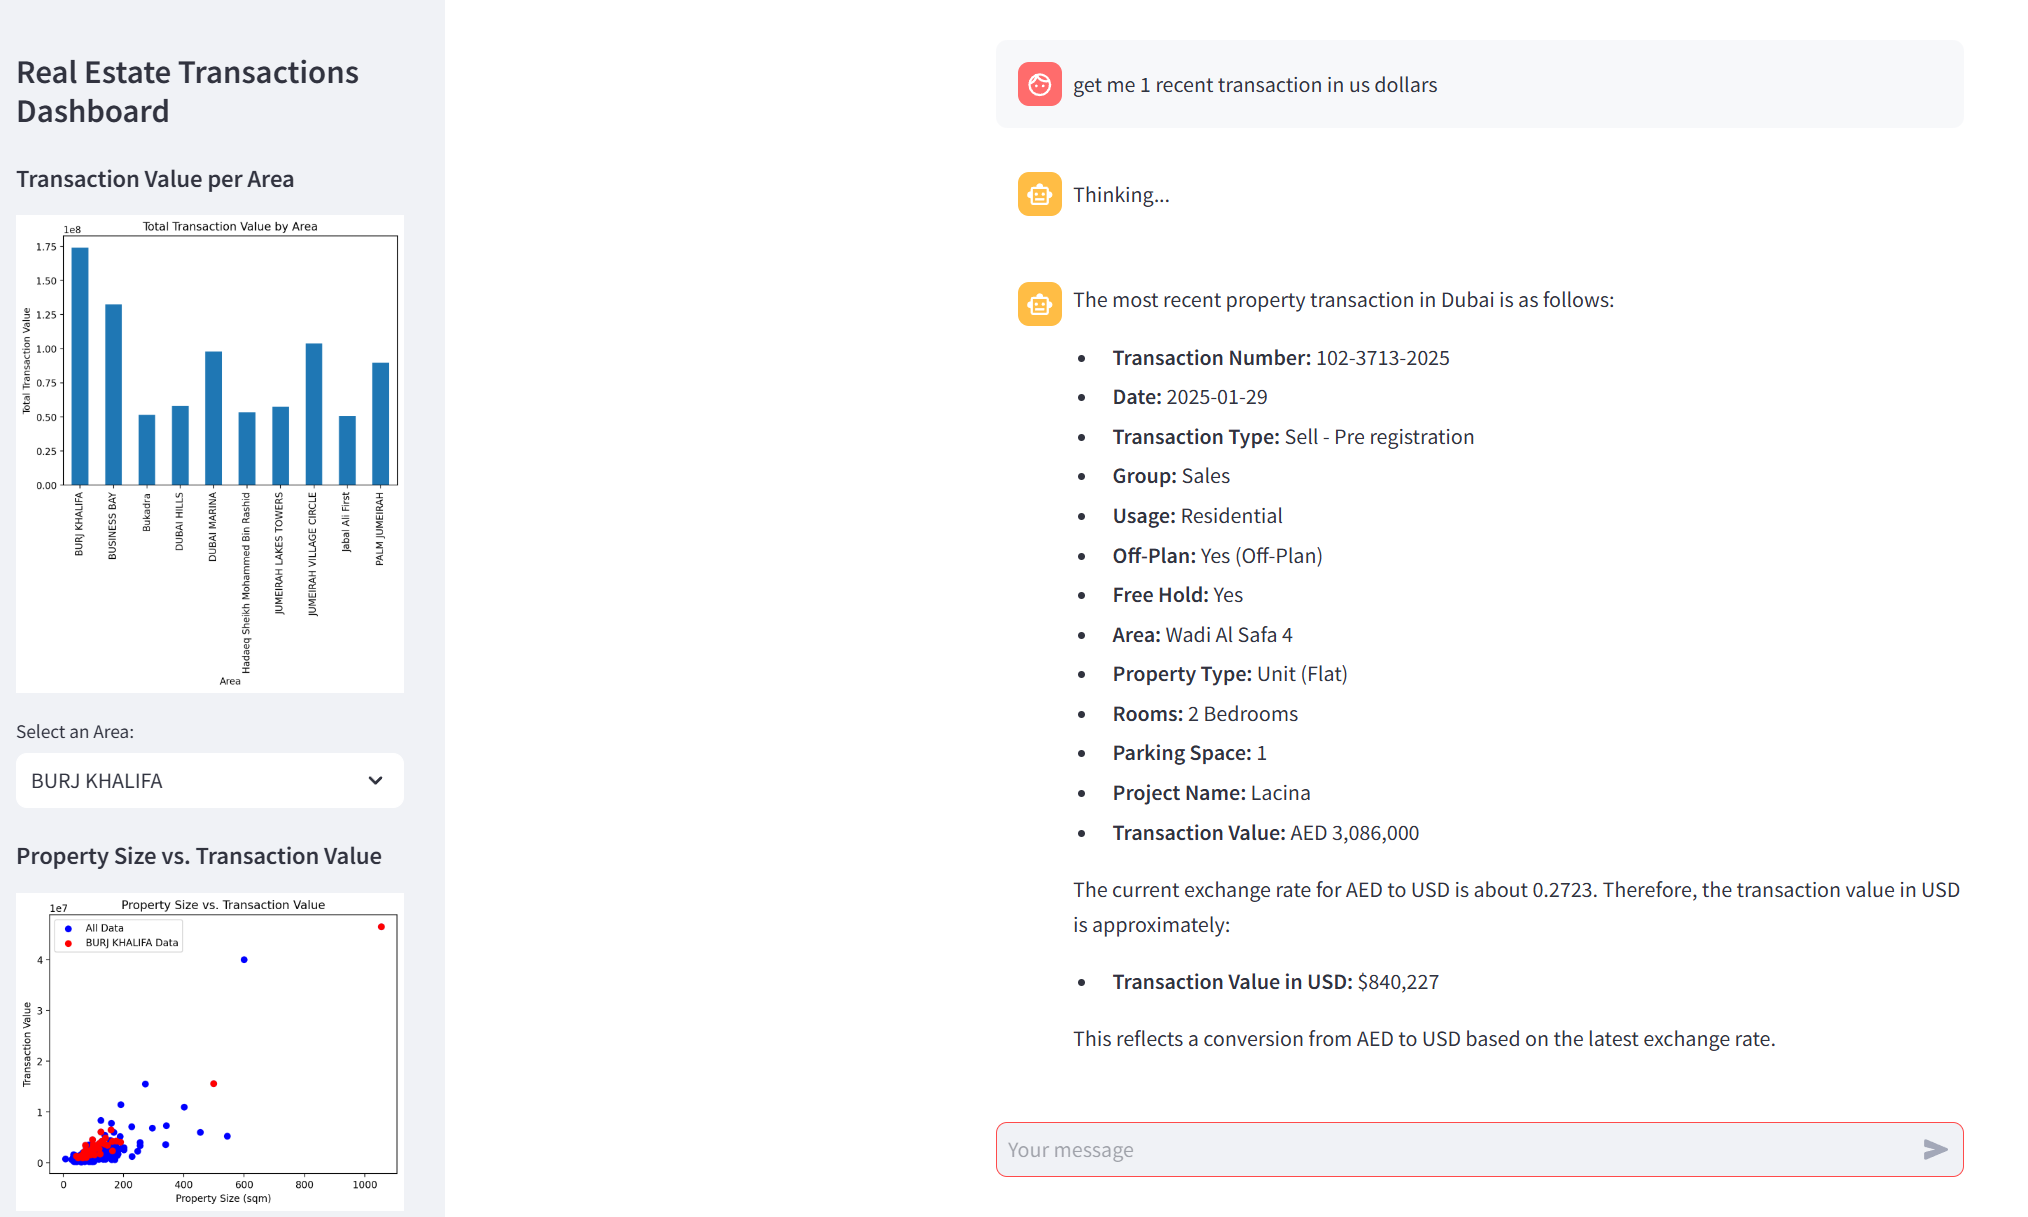 Real Estate Transactions
Dashboard
Transaction Value per Area
Total Transaction Value by Area
1e8
1.75
1.50
1.25
1.00
0.75
0.50
0.25
0.00
Total Transaction Value
BURJ KHALIFA
BUSINESS BAY
Bukadra
DUBAI HILLS
DUBAI MARINA
Hadaeq Sheikh Mohammed Bin Rashid
JUMEIRAH LAKES TOWERS
JUMEIRAH VILLAGE CIRCLE
Jabal Ali First
PALM JUMEIRAH
Area
Select an Area:
BURJ KHALIFA
Property Size vs. Transaction Value
Property Size vs. Transaction Value
1e7
All Data
BURJ KHALIFA Data
4
3
2
1
0
Transaction Value
0 200 400 600 800 1000
Property Size (sqm)
get me 1 recent transaction in us dollars
Thinking...
The most recent property transaction in Dubai is as follows:
• Transaction Number: 102-3713-2025
• Date: 2025-01-29
• Transaction Type: Sell - Pre registration
• Group: Sales
• Usage: Residential
• Off-Plan: Yes (Off-Plan)
• Free Hold: Yes
• Area: Wadi Al Safa 4
• Property Type: Unit (Flat)
• Rooms: 2 Bedrooms
• Parking Space: 1
• Project Name: Lacina
• Transaction Value: AED 3,086,000
The current exchange rate for AED to USD is about 0.2723. Therefore, the transaction value in USD
is approximately:
• Transaction Value in USD: $840,227
This reflects a conversion from AED to USD based on the latest exchange rate.
Your message